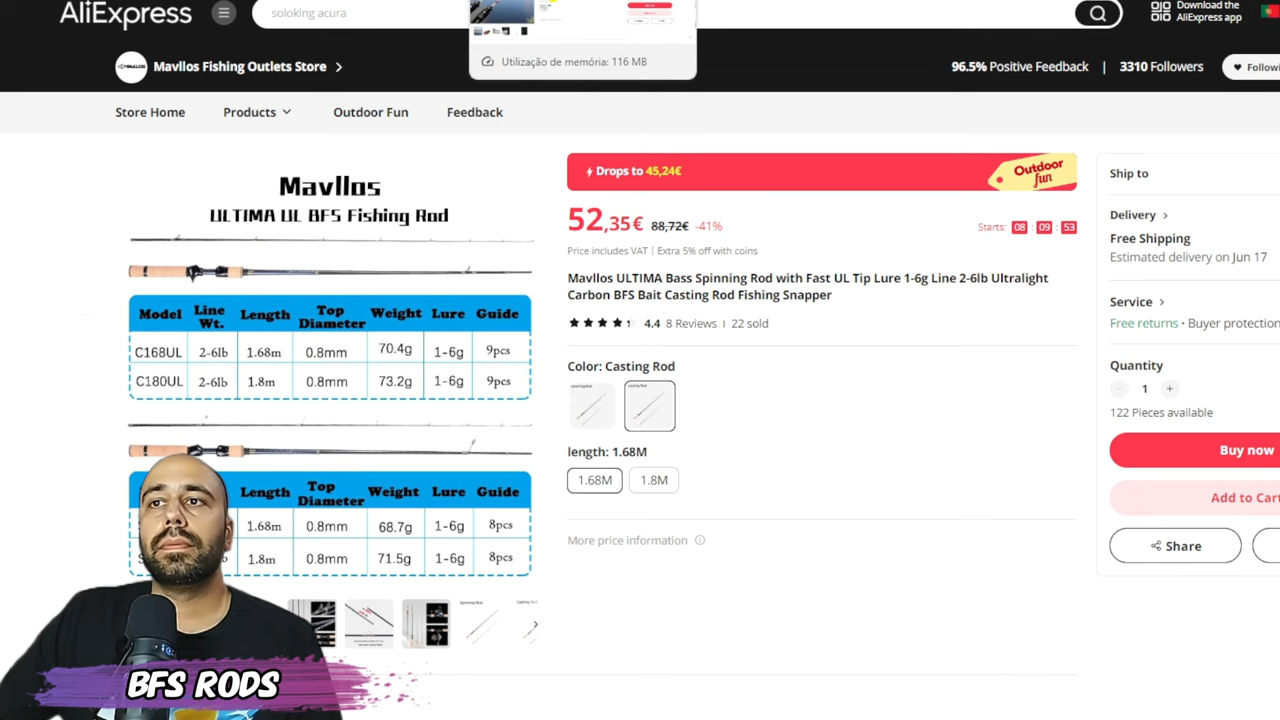 AliExpress
soloking acura
Download the
AliExpress app
Utilização de memória: 116 MB
Mavllos Fishing Outlets Store
96.5% Positive Feedback | 3310 Followers
Followi
Store Home
Products
Outdoor Fun
Feedback
Mavllos
ULTIMA UL BFS Fishing Rod
Model Line Wt. Length Top Diameter Weight Lure Guide
C168UL 2-6lb 1.68m 0.8mm 70.4g 1-6g 9pcs
C180UL 2-6lb 1.8m 0.8mm 73.2g 1-6g 9pcs
Length Top Diameter Weight Lure Guide
1.68m 0.8mm 68.7g 1-6g 8pcs
1.8m 0.8mm 71.5g 1-6g 8pcs
Spinning Rod
Drops to 45,24€
Outdoor fun
52,35€ 88,72€ -41%
Starts: 08 : 09 : 53
Price includes VAT | Extra 5% off with coins
Mavllos ULTIMA Bass Spinning Rod with Fast UL Tip Lure 1-6g Line 2-6lb Ultralight
Carbon BFS Bait Casting Rod Fishing Snapper
4.4 8 Reviews | 22 sold
Color: Casting Rod
length: 1.68M
1.68M
1.8M
More price information
Ship to
Delivery
Free Shipping
Estimated delivery on Jun 17
Service
Free returns · Buyer protection
Quantity
1
122 Pieces available
Buy now
Add to Cart
Share
BFS RODS